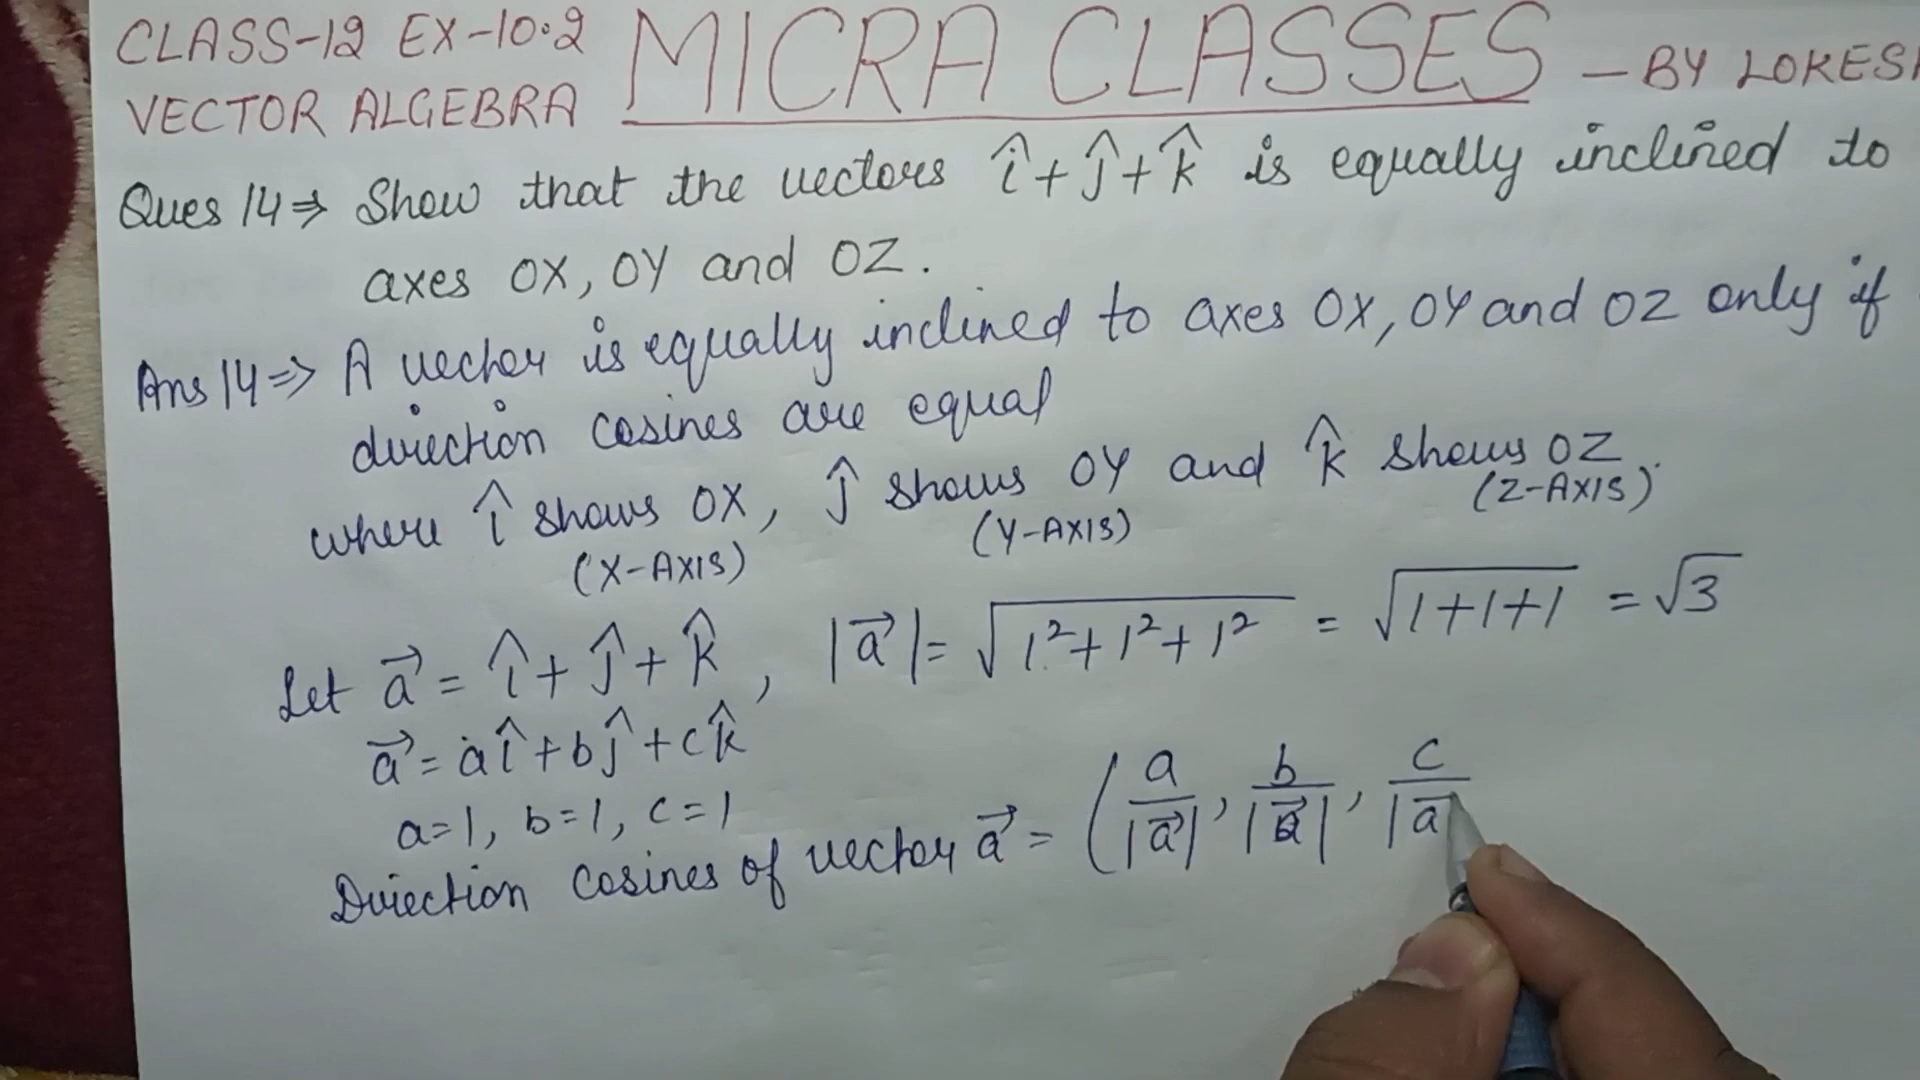 CLASS-12 EX-10.2 MICRA CLASSES - BY LOKESH
VECTOR ALGEBRA
Ques 14⇒ Show that the vectors î+ĵ+k̂ is equally inclined to
axes OX, OY and OZ.
Ans 14⇒ A vector is equally inclined to axes OX, OY and OZ only if
direction cosines are equal
where î shows OX, ĵ shows OY and k̂ shows OZ.
(X-AXIS) (Y-AXIS) (Z-AXIS)
Let a⃗ = î+ĵ+k̂, |a⃗| = √(1²+1²+1²) = √(1+1+1) = √3
a⃗ = aî+bĵ+ck̂
a=1, b=1, c=1
Direction cosines of vector a⃗ = (a/|a⃗|, b/|a⃗|, c/|a